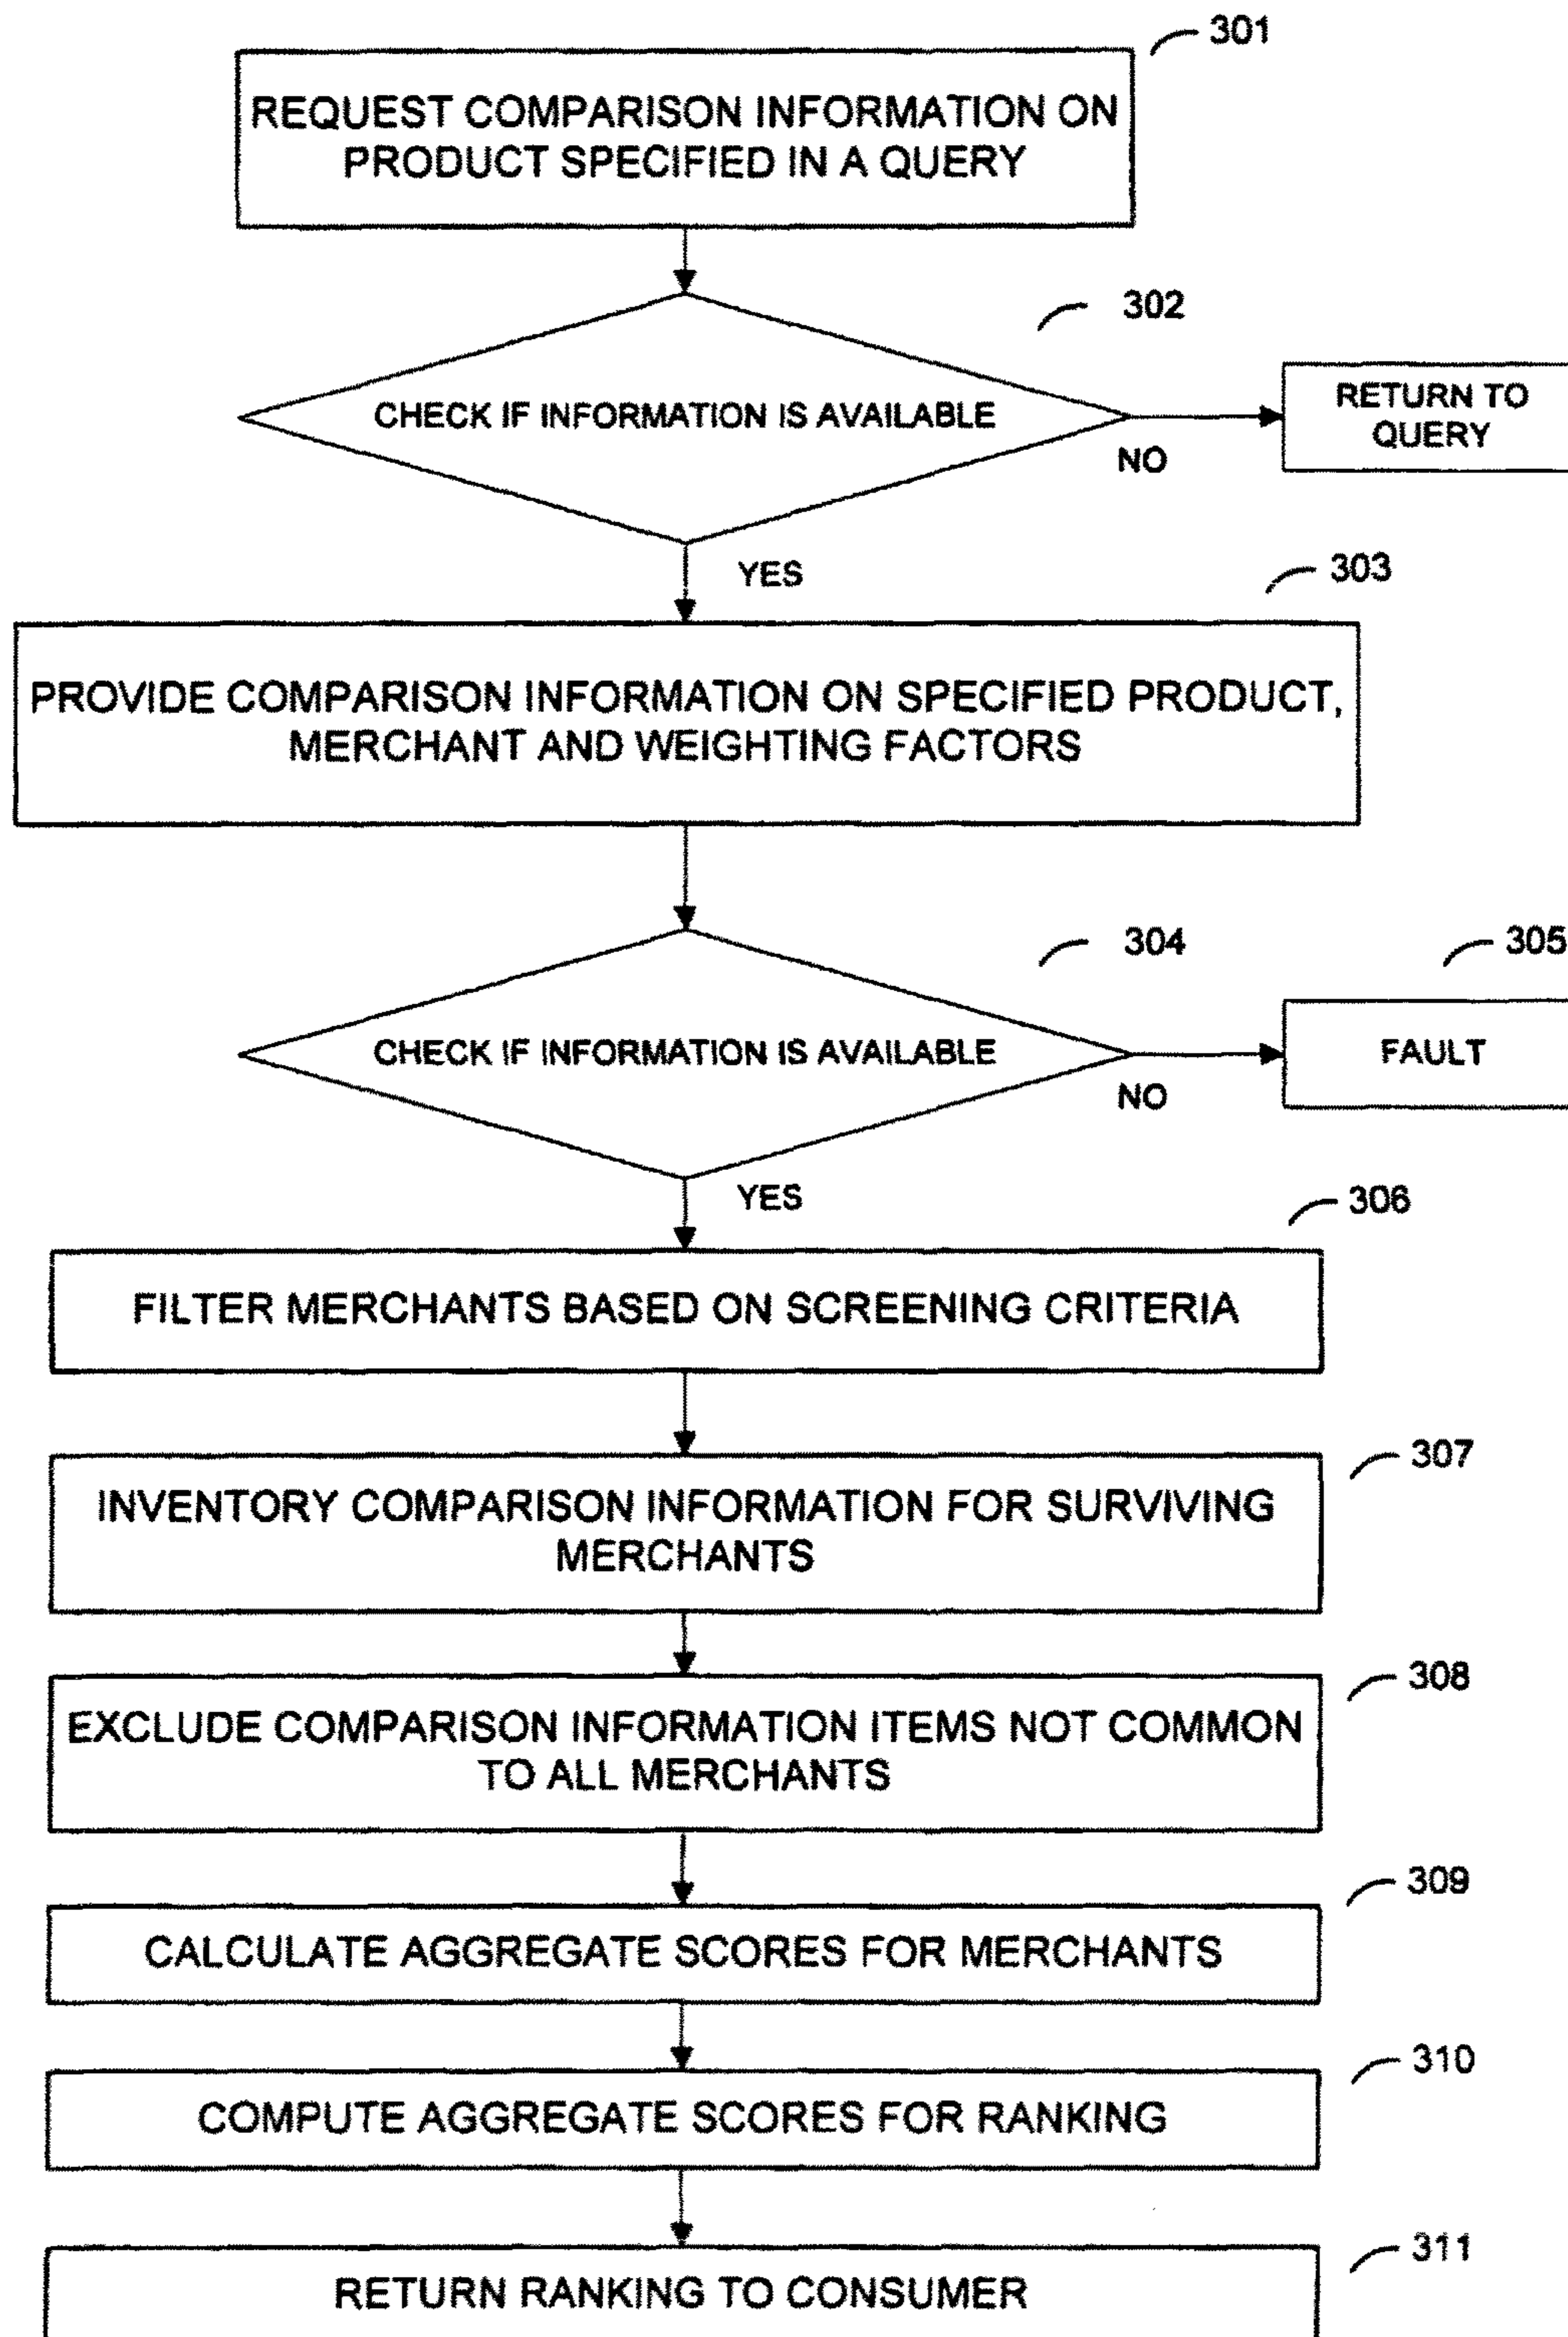 301
REQUEST COMPARISON INFORMATION ON
PRODUCT SPECIFIED IN A QUERY
302
CHECK IF INFORMATION IS AVAILABLE
NO
RETURN TO
QUERY
YES
303
PROVIDE COMPARISON INFORMATION ON SPECIFIED PRODUCT,
MERCHANT AND WEIGHTING FACTORS
304
305
CHECK IF INFORMATION IS AVAILABLE
NO
FAULT
YES
306
FILTER MERCHANTS BASED ON SCREENING CRITERIA
307
INVENTORY COMPARISON INFORMATION FOR SURVIVING
MERCHANTS
308
EXCLUDE COMPARISON INFORMATION ITEMS NOT COMMON
TO ALL MERCHANTS
309
CALCULATE AGGREGATE SCORES FOR MERCHANTS
310
COMPUTE AGGREGATE SCORES FOR RANKING
311
RETURN RANKING TO CONSUMER